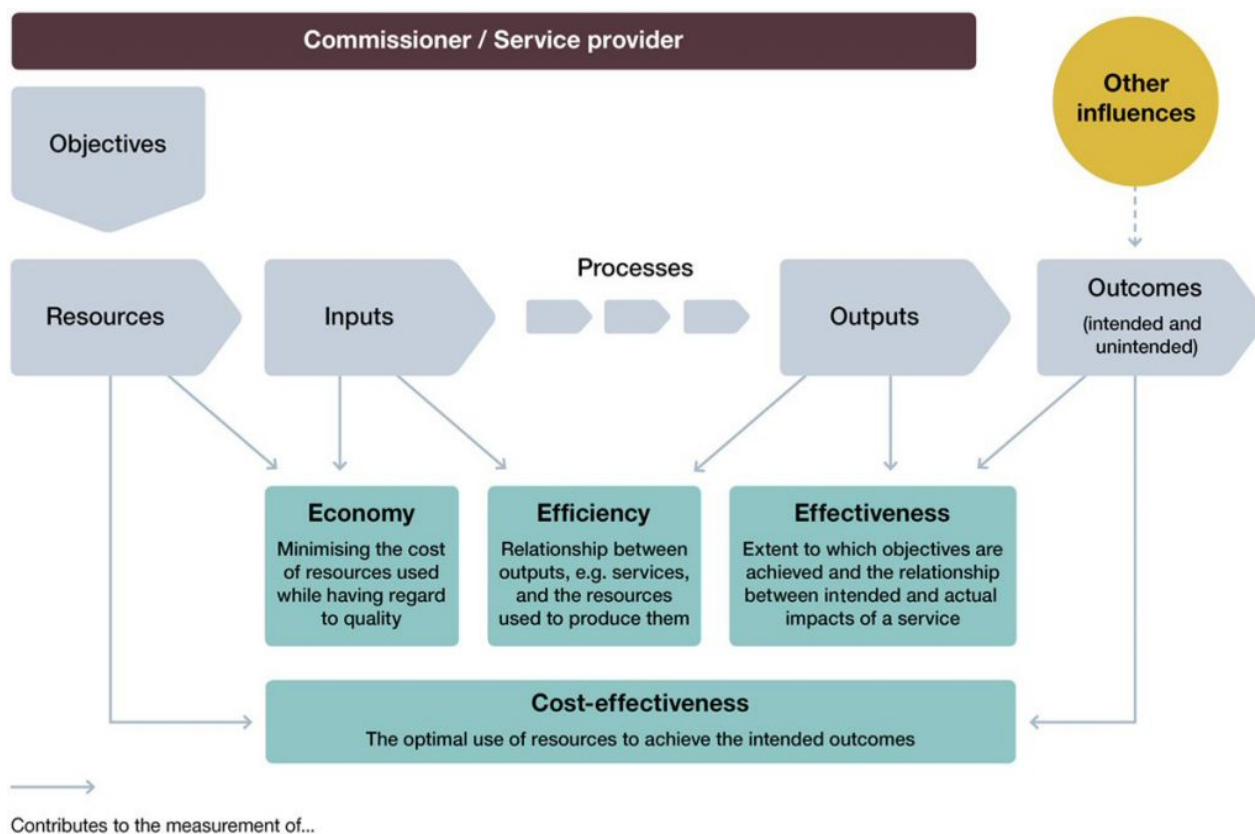 Commissioner / Service provider
Other
influences
Objectives
Resources
Inputs
Processes
Outputs
Outcomes
(intended and
unintended)
Economy
Minimising the cost
of resources used
while having regard
to quality
Efficiency
Relationship between
outputs, e.g. services,
and the resources
used to produce them
Effectiveness
Extent to which objectives are
achieved and the relationship
between intended and actual
impacts of a service
Cost-effectiveness
The optimal use of resources to achieve the intended outcomes
Contributes to the measurement of...